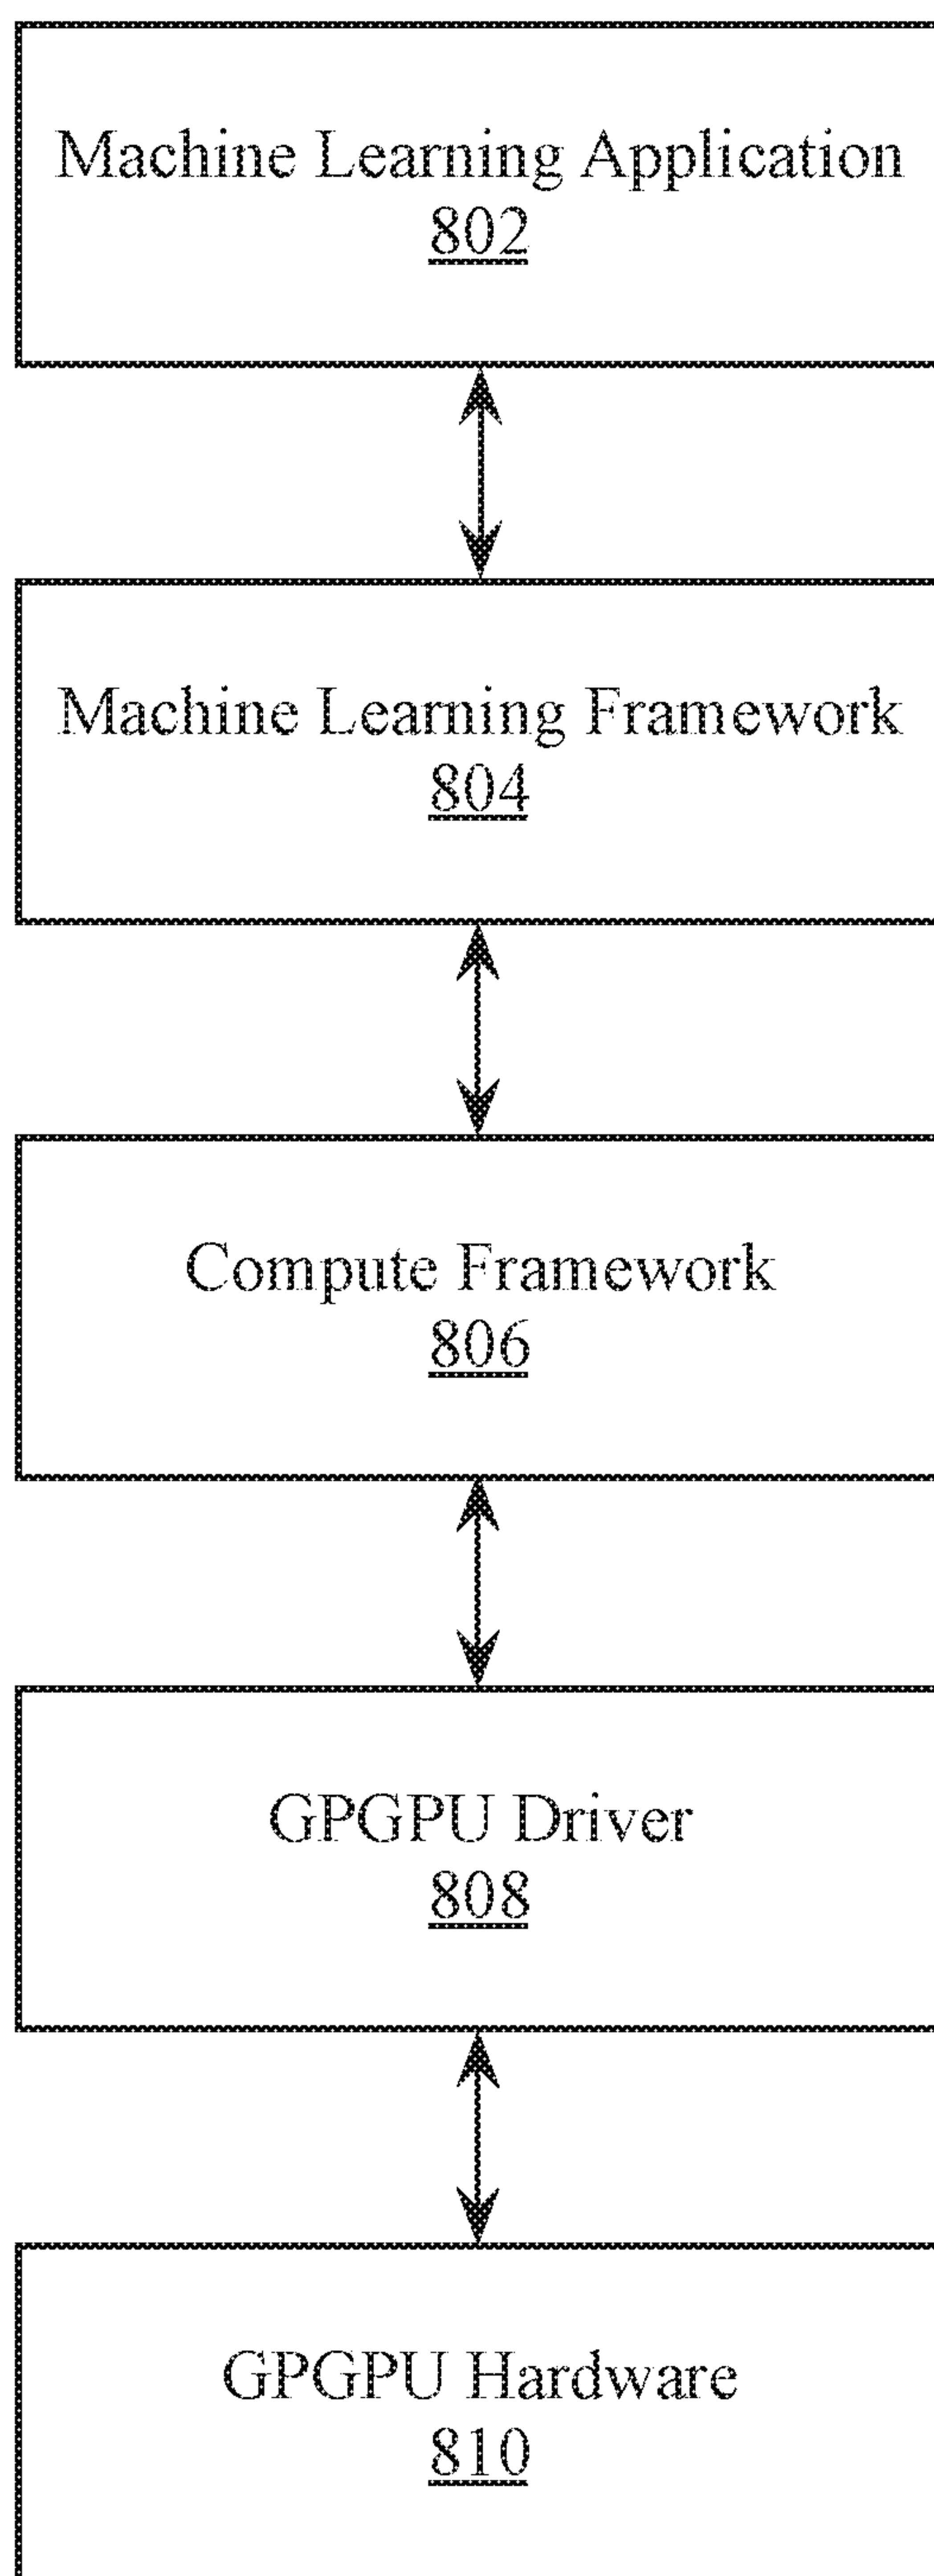 Machine Learning Application
802
Machine Learning Framework
804
Compute Framework
806
GPGPU Driver
808
GPGPU Hardware
810